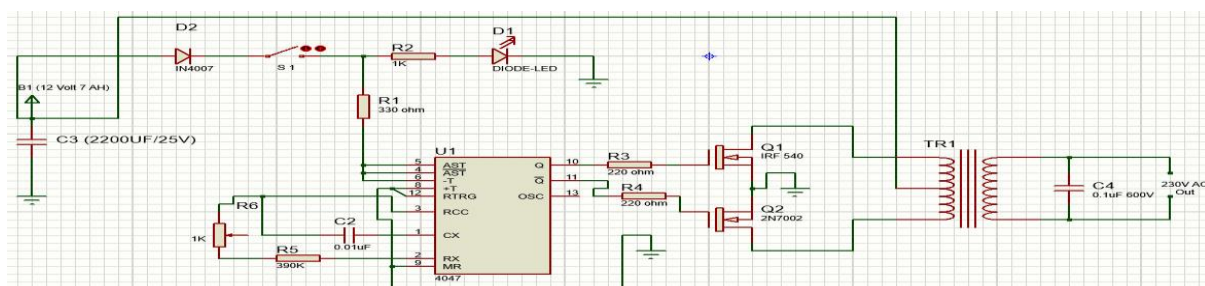 D2
IN4007
S 1
R2
1K
D1
DIODE-LED
B1 (12 Volt 7 AH)
C3 (2200UF/25V)
R1
330 ohm
U1
5
4
6
8
12
3
1
2
9
AST
AST
-T
+T
RTRG
RCC
CX
RX
MR
Q
Q
OSC
10
11
13
4047
R6
1K
C2
0.01uF
R5
390K
R3
220 ohm
R4
220 ohm
Q1
IRF 540
Q2
2N7002
TR1
C4
0.1uF 600V
230V AC
Out